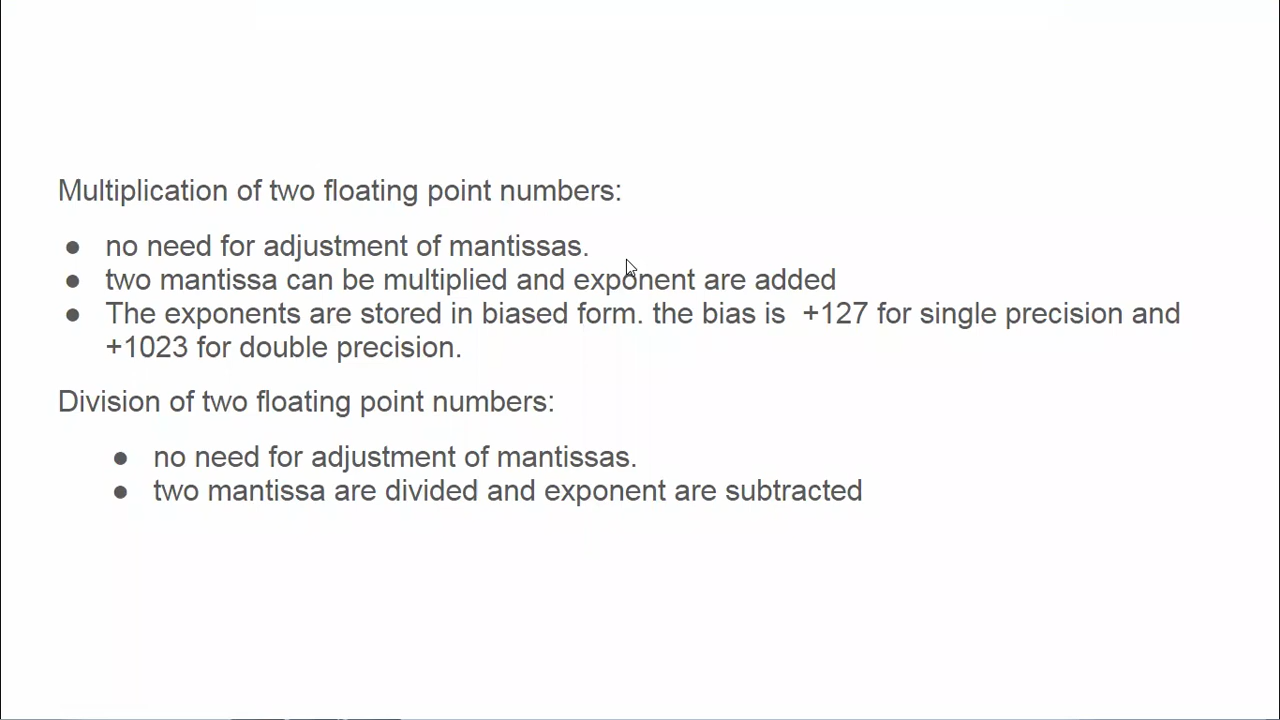 Multiplication of two floating point numbers:
● no need for adjustment of mantissas.
● two mantissa can be multiplied and exponent are added
● The exponents are stored in biased form. the bias is  +127 for single precision and
+1023 for double precision.
Division of two floating point numbers:
● no need for adjustment of mantissas.
● two mantissa are divided and exponent are subtracted